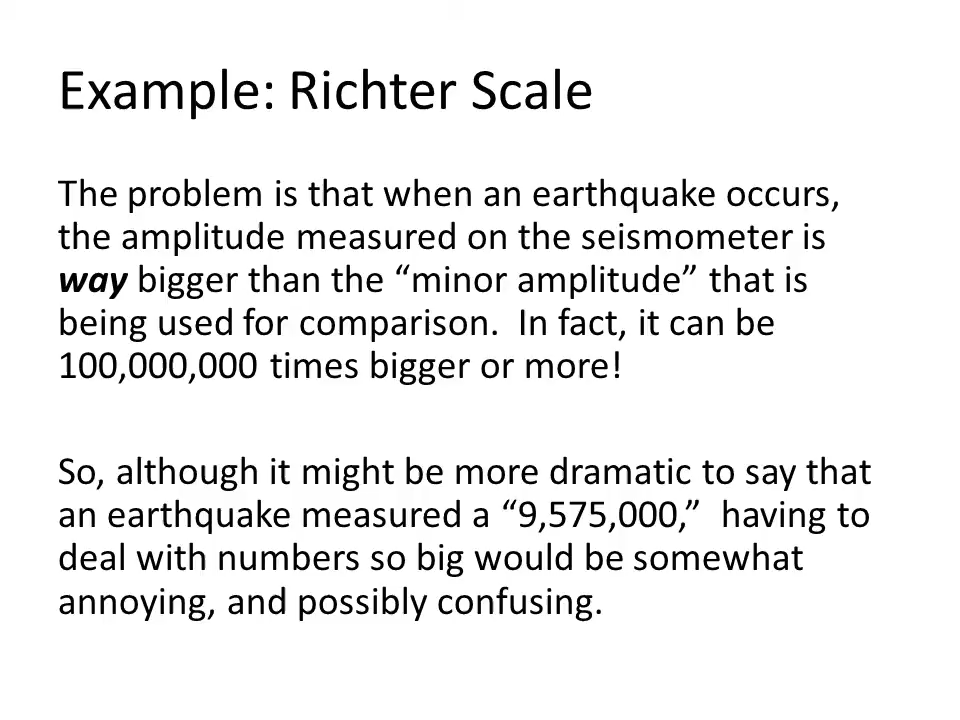 Example: Richter Scale
The problem is that when an earthquake occurs,
the amplitude measured on the seismometer is
way bigger than the “minor amplitude” that is
being used for comparison.  In fact, it can be
100,000,000 times bigger or more!
So, although it might be more dramatic to say that
an earthquake measured a “9,575,000,”  having to
deal with numbers so big would be somewhat
annoying, and possibly confusing.